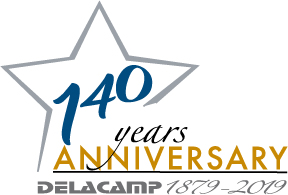 140
years
ANNIVERSARY
DELACAMP 1879-2019